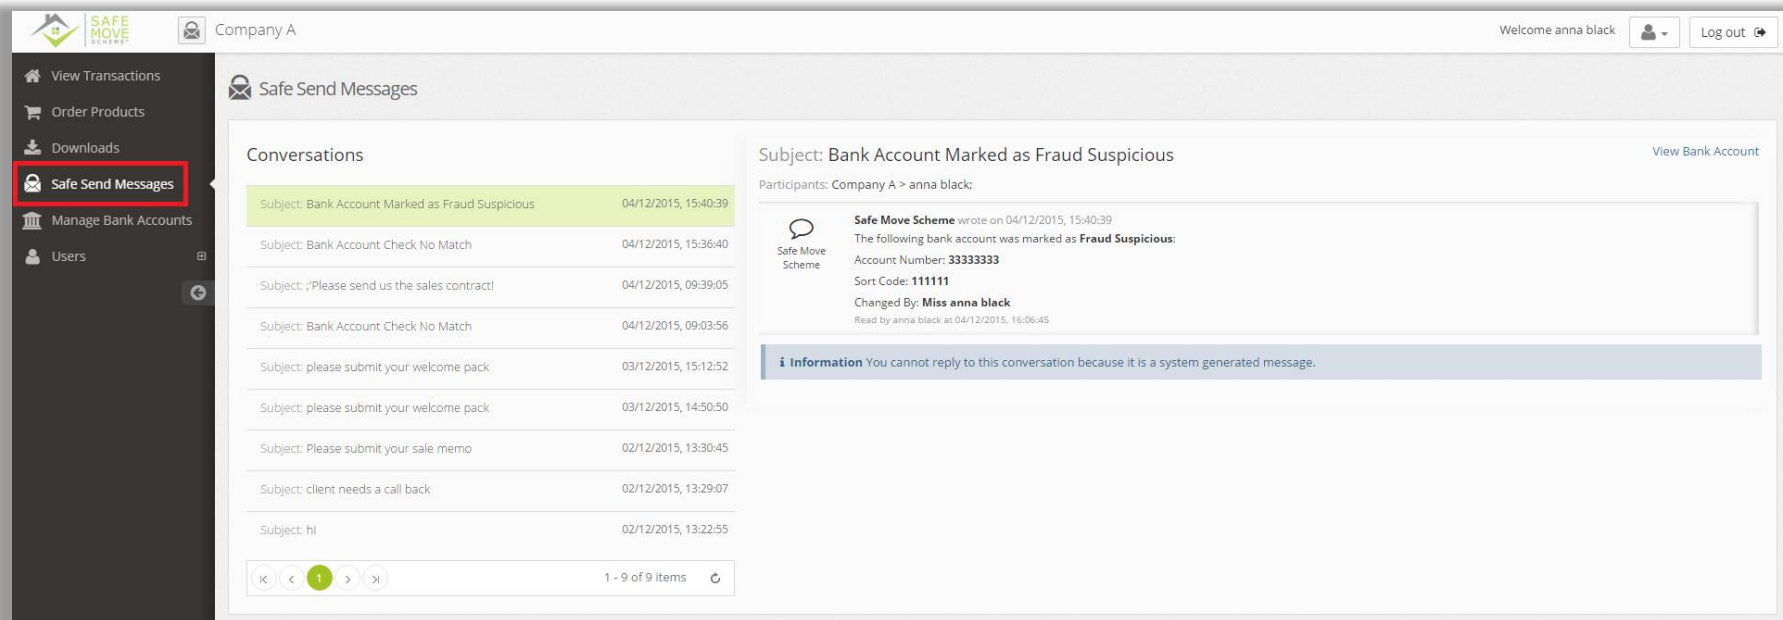 SAFE
MOVE
SCHEME
Company A
Welcome anna black
Log out
View Transactions
Order Products
Downloads
Safe Send Messages
Manage Bank Accounts
Users
Safe Send Messages
Conversations
Subject: Bank Account Marked as Fraud Suspicious 04/12/2015, 15:40:39
Subject: Bank Account Check No Match 04/12/2015, 15:36:40
Subject: ;'Please send us the sales contract! 04/12/2015, 09:39:05
Subject: Bank Account Check No Match 04/12/2015, 09:03:56
Subject: please submit your welcome pack 03/12/2015, 15:12:52
Subject: please submit your welcome pack 03/12/2015, 14:50:50
Subject: Please submit your sale memo 02/12/2015, 13:30:45
Subject: client needs a call back 02/12/2015, 13:29:07
Subject: hi 02/12/2015, 13:22:55
1
1 - 9 of 9 items
Subject: Bank Account Marked as Fraud Suspicious
View Bank Account
Participants: Company A > anna black;
Safe Move
Scheme
Safe Move Scheme wrote on 04/12/2015, 15:40:39
The following bank account was marked as Fraud Suspicious:
Account Number: 33333333
Sort Code: 111111
Changed By: Miss anna black
Read by anna black at 04/12/2015, 16:06:45
i Information You cannot reply to this conversation because it is a system generated message.